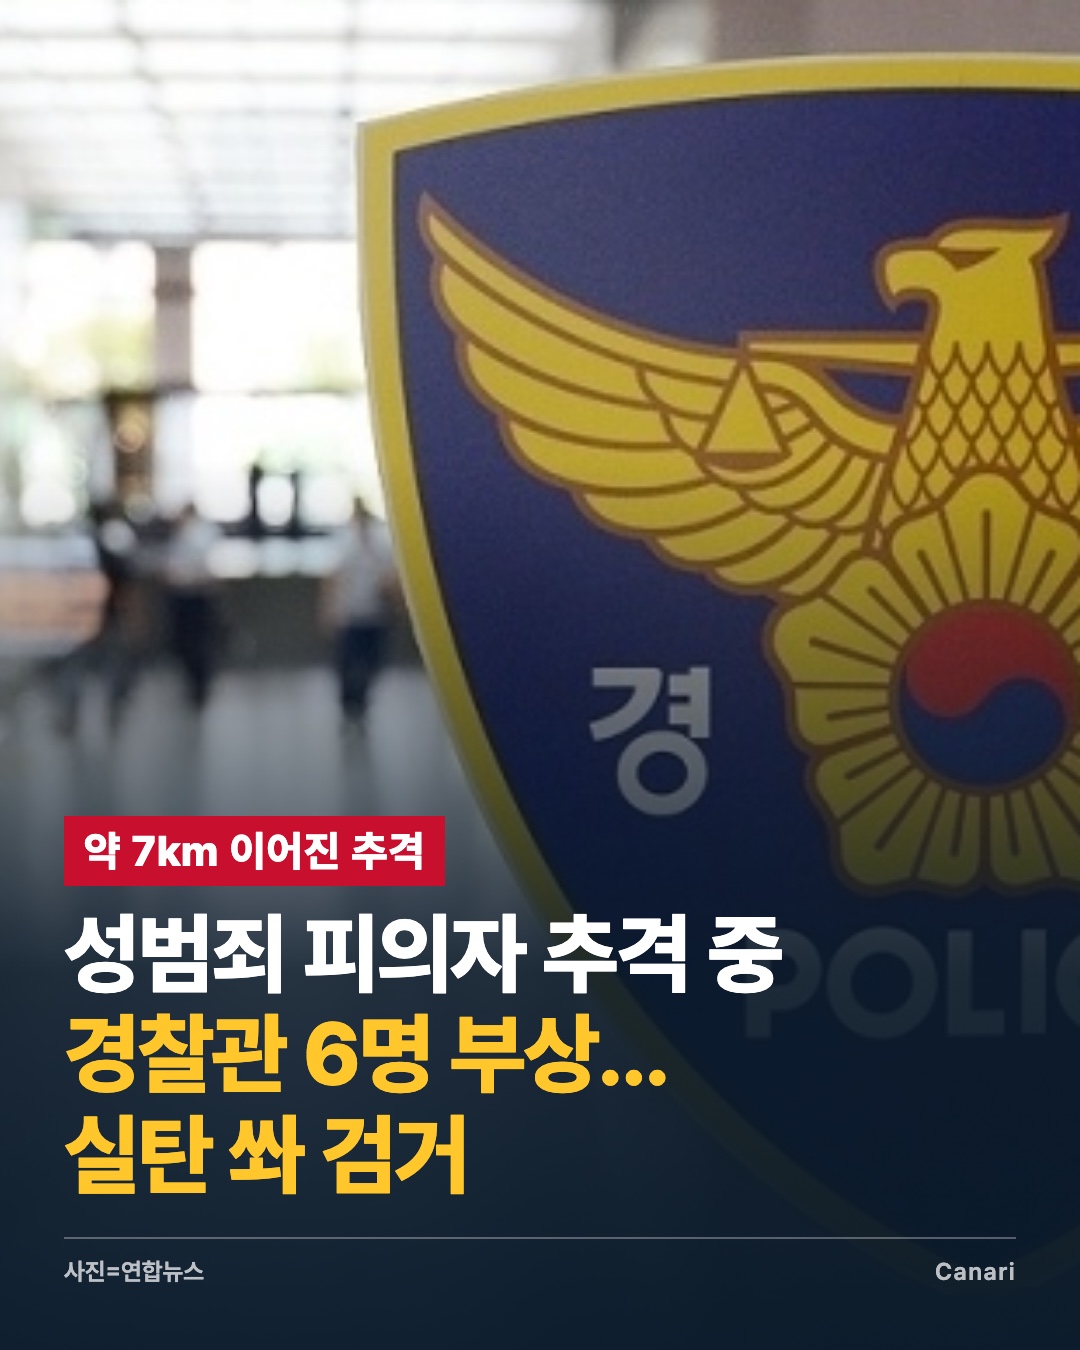 경
POLIC
약 7km 이어진 추격
성범죄 피의자 추격 중
경찰관 6명 부상...
실탄 쏴 검거
사진=연합뉴스
Canari